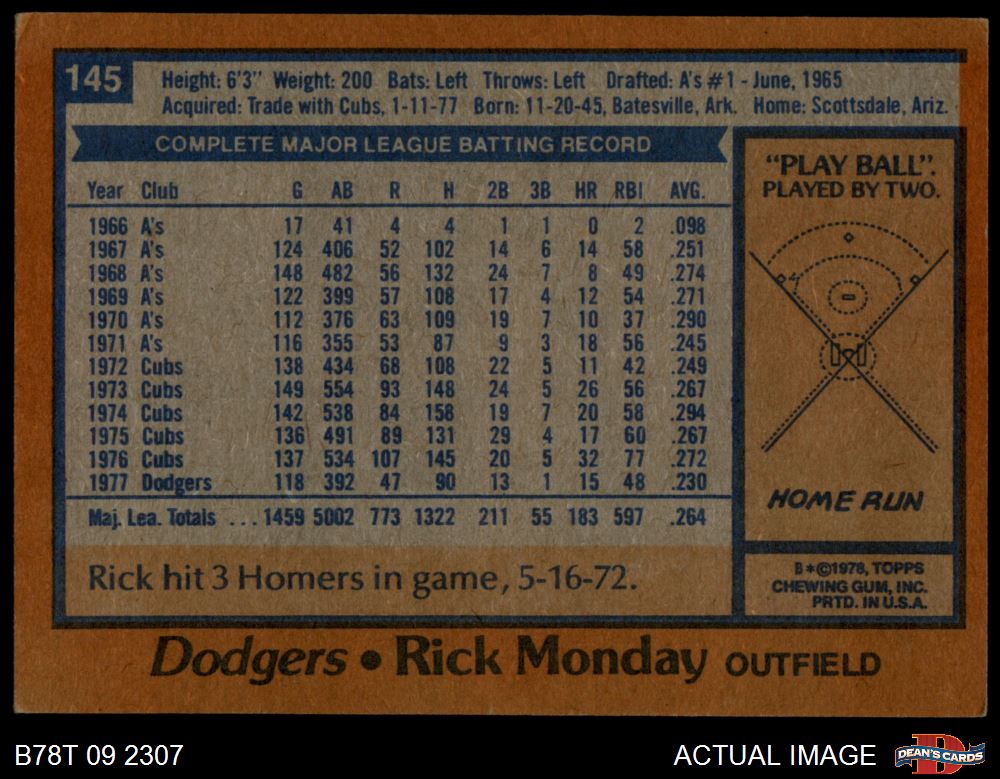 145
Height: 6'3" Weight: 200 Bats: Left Throws: Left Drafted: A's #1 - June, 1965
Acquired: Trade with Cubs, 1-11-77 Born: 11-20-45, Batesville, Ark. Home: Scottsdale, Ariz.
COMPLETE MAJOR LEAGUE BATTING RECORD
Year Club G AB R H 2B 3B HR RBI AVG.
1966 A's 17 41 4 4 1 1 0 2 .098
1967 A's 124 406 52 102 14 6 14 58 .251
1968 A's 148 482 56 132 24 7 8 49 .274
1969 A's 122 399 57 108 17 4 12 54 .271
1970 A's 112 376 63 109 19 7 10 37 .290
1971 A's 116 355 53 87 9 3 18 56 .245
1972 Cubs 138 434 68 108 22 5 11 42 .249
1973 Cubs 149 554 93 148 24 5 26 56 .267
1974 Cubs 142 538 84 158 19 7 20 58 .294
1975 Cubs 136 491 89 131 29 4 17 60 .267
1976 Cubs 137 534 107 145 20 5 32 77 .272
1977 Dodgers 118 392 47 90 13 1 15 48 .230
Maj. Lea. Totals ... 1459 5002 773 1322 211 55 183 597 .264
Rick hit 3 Homers in game, 5-16-72.
"PLAY BALL".
PLAYED BY TWO.
HOME RUN
B*©1978, TOPPS
CHEWING GUM, INC.
PRTD. IN U.S.A.
Dodgers • Rick Monday OUTFIELD
B78T 09 2307
ACTUAL IMAGE
DEAN'S CARDS